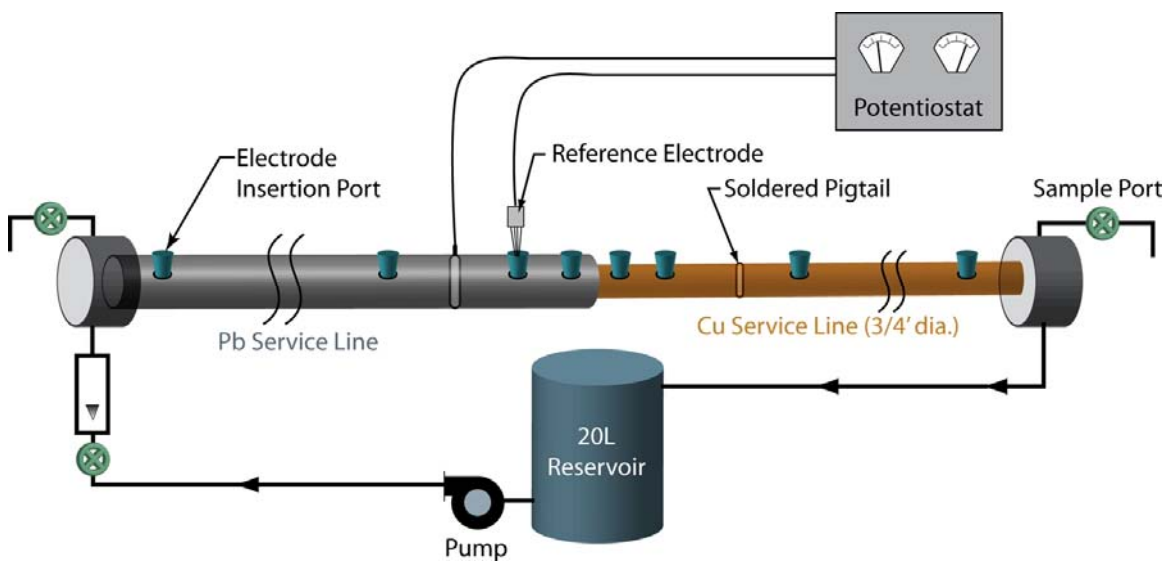 Potentiostat
Electrode
Insertion Port
Reference Electrode
Soldered Pigtail
Sample Port
Pb Service Line
Cu Service Line (3/4' dia.)
20L
Reservoir
Pump